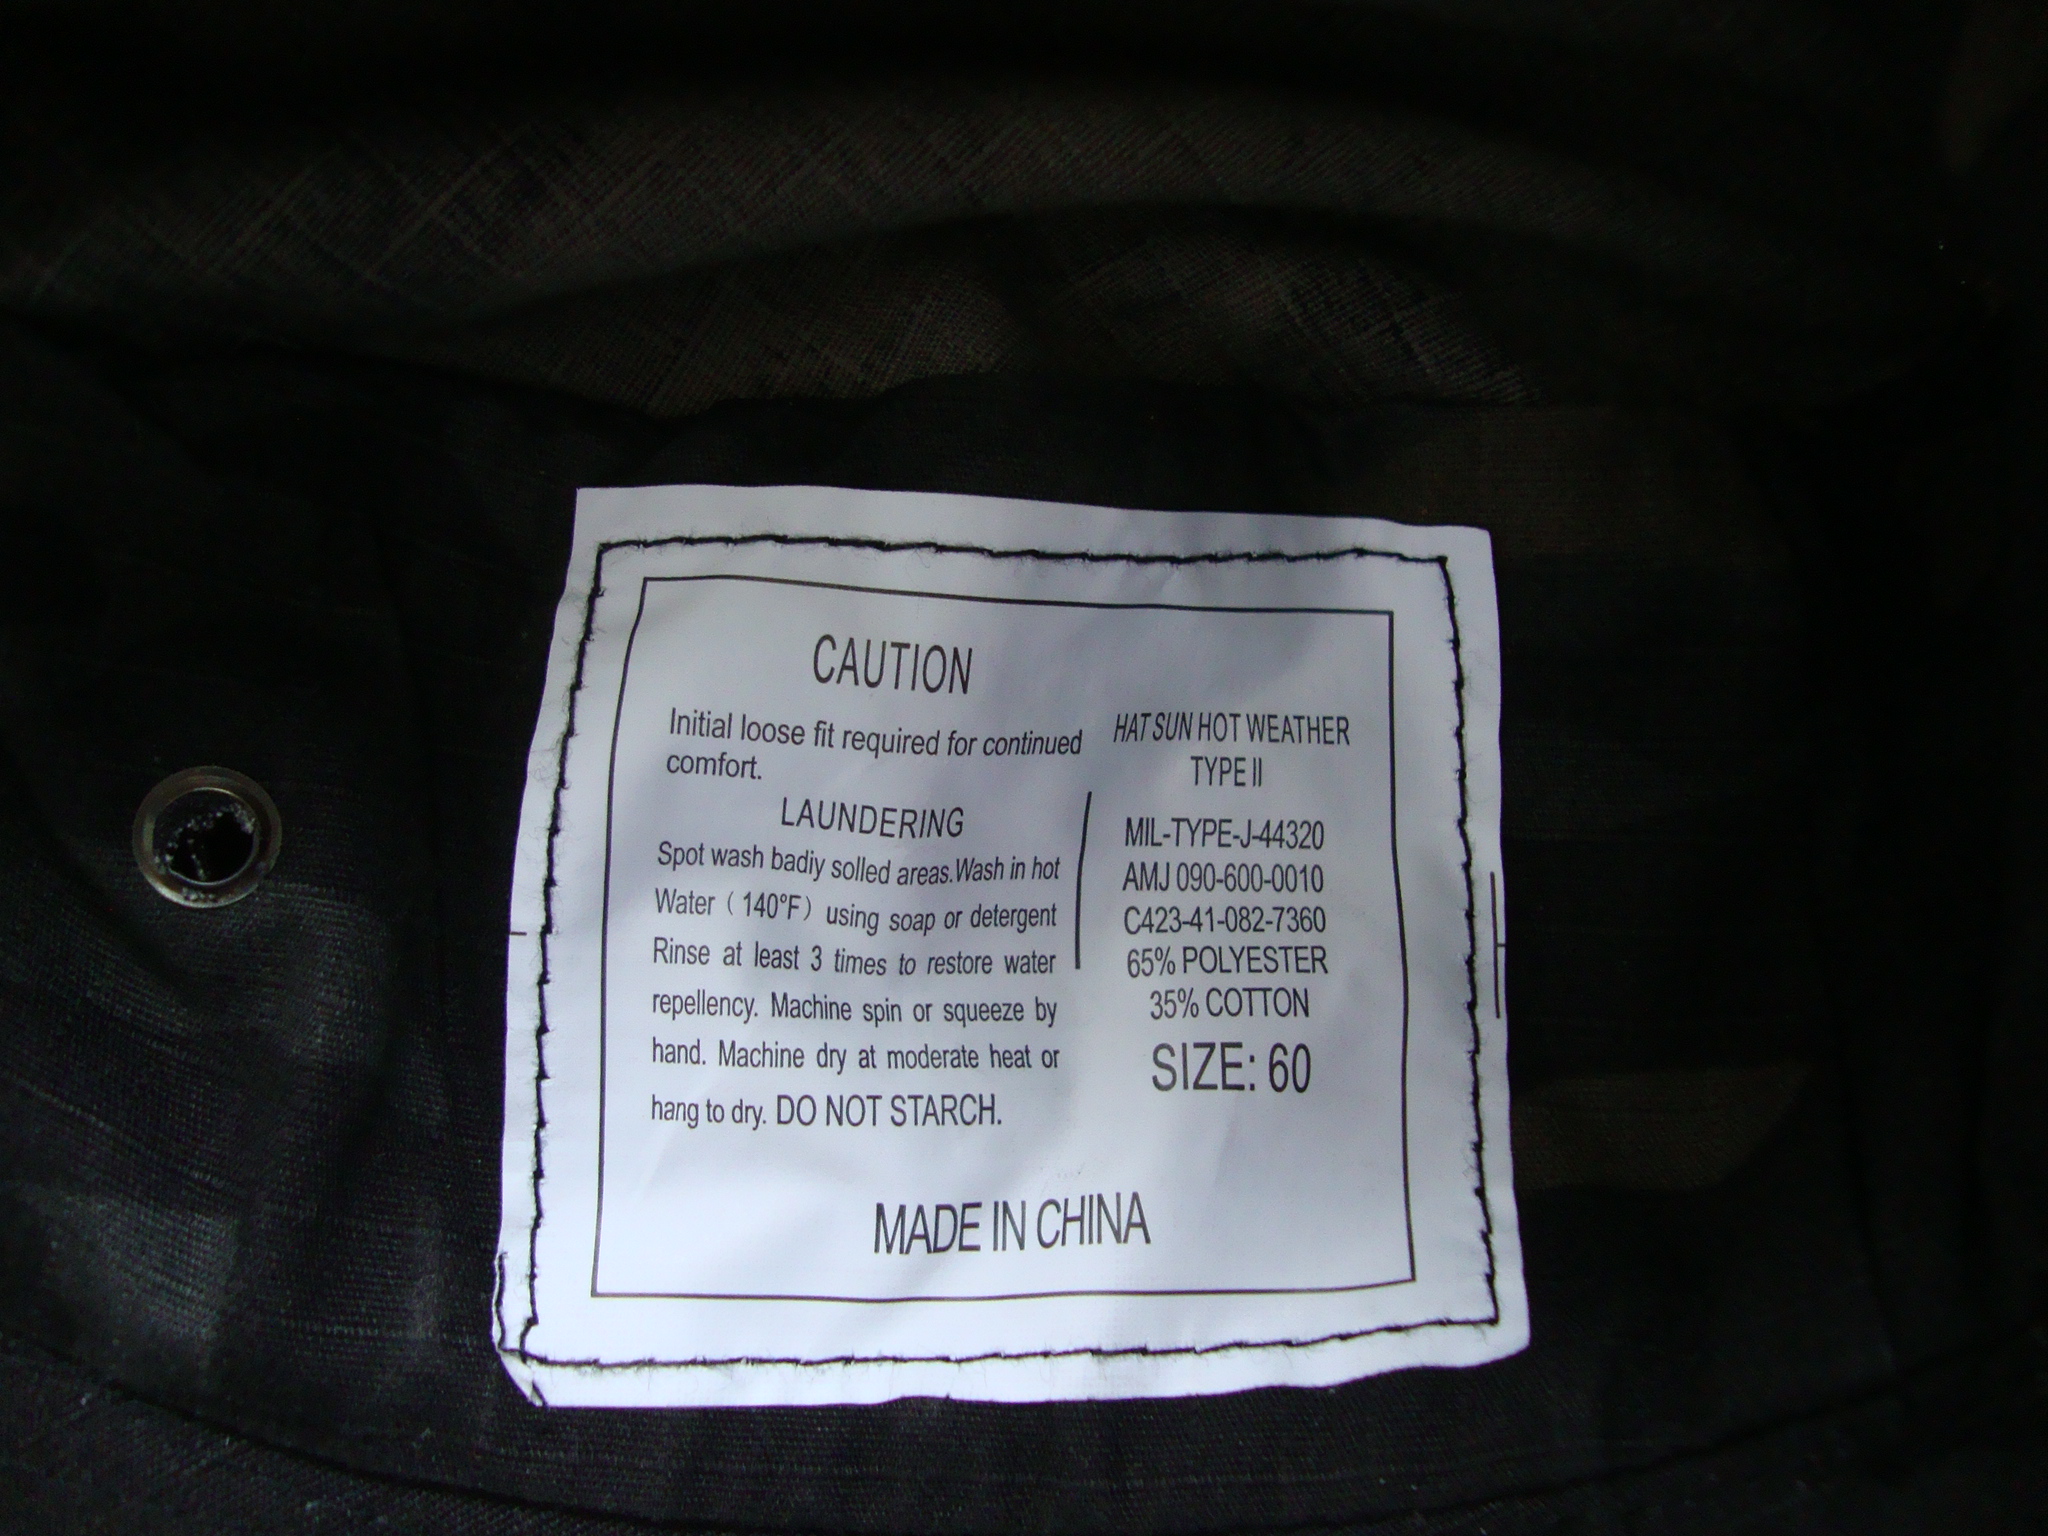 CAUTION
Initial loose fit required for continued
comfort.
LAUNDERING
Spot wash badiy solled areas.Wash in hot
Water ( 140°F) using soap or detergent
Rinse at least 3 times to restore water
repellency. Machine spin or squeeze by
hand. Machine dry at moderate heat or
hang to dry. DO NOT STARCH.
HAT SUN HOT WEATHER
TYPE II
MIL-TYPE-J-44320
AMJ 090-600-0010
C423-41-082-7360
65% POLYESTER
35% COTTON
SIZE: 60
MADE IN CHINA